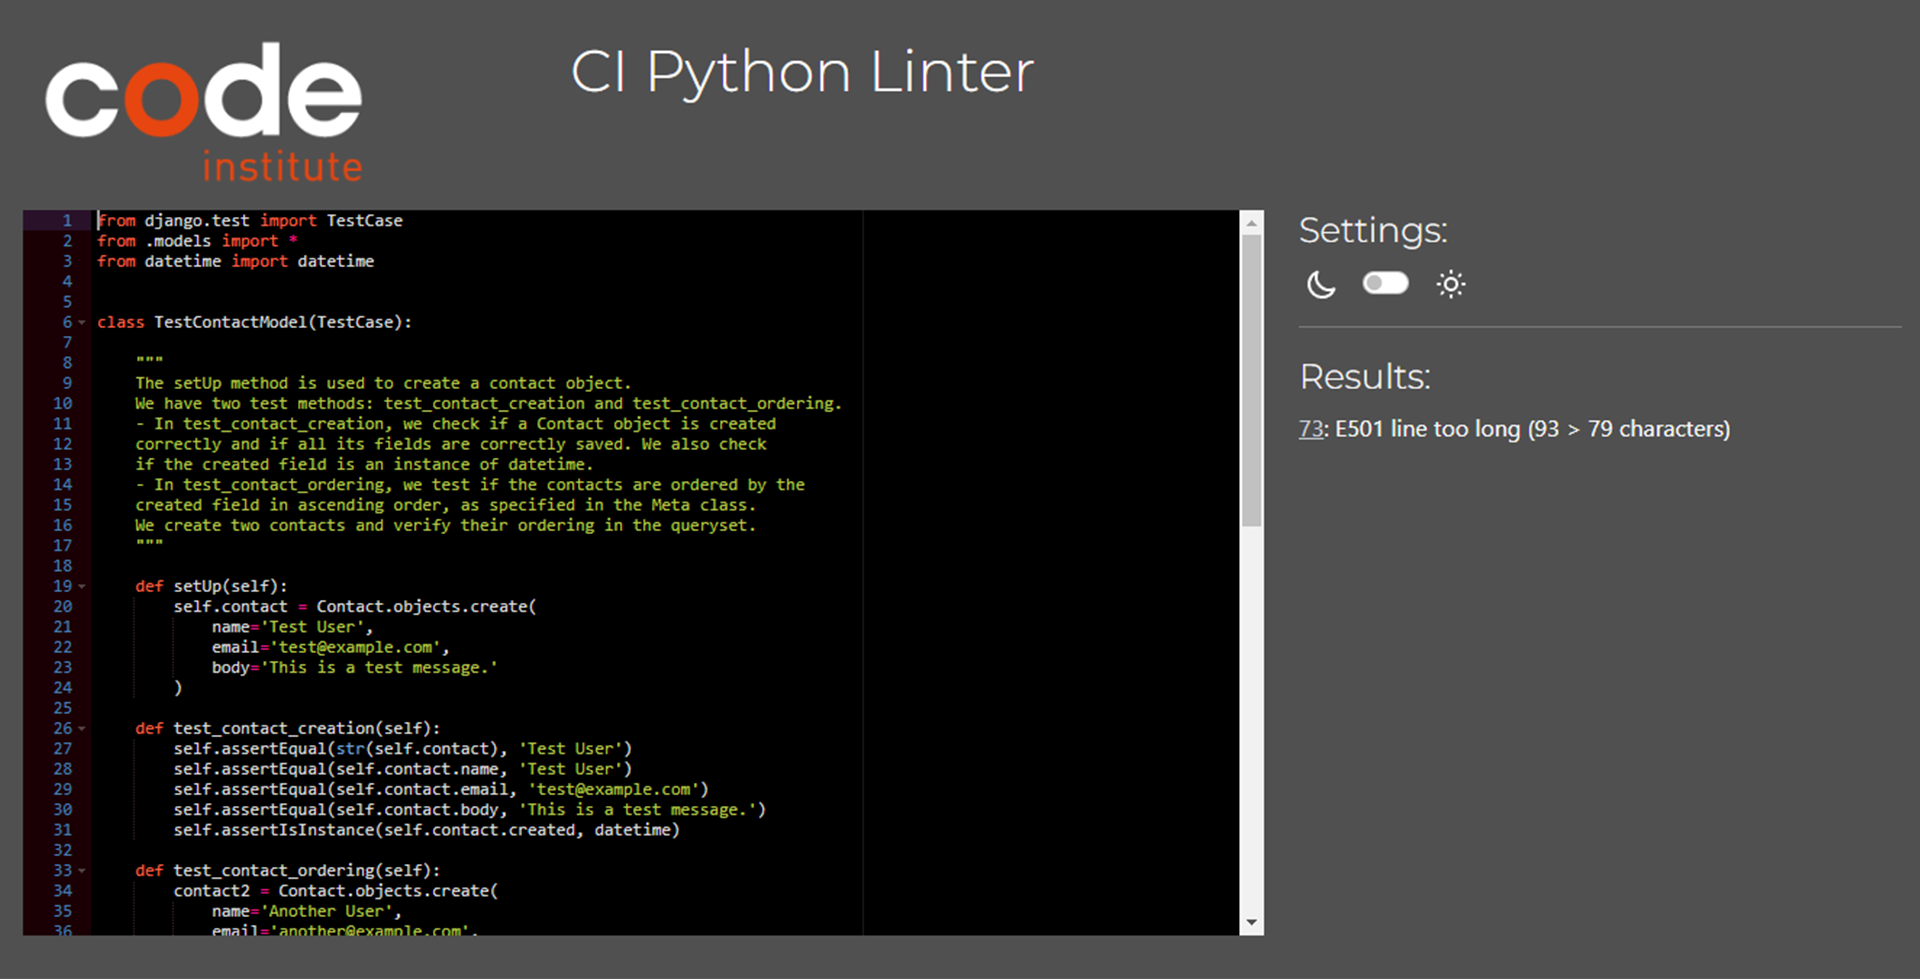 code
institute
CI Python Linter
1 from django.test import TestCase
2 from .models import *
3 from datetime import datetime
4
5
6 class TestContactModel(TestCase):
7
8     """
9     The setUp method is used to create a contact object.
10     We have two test methods: test_contact_creation and test_contact_ordering.
11     - In test_contact_creation, we check if a Contact object is created
12     correctly and if all its fields are correctly saved. We also check
13     if the created field is an instance of datetime.
14     - In test_contact_ordering, we test if the contacts are ordered by the
15     created field in ascending order, as specified in the Meta class.
16     We create two contacts and verify their ordering in the queryset.
17     """
18
19     def setUp(self):
20         self.contact = Contact.objects.create(
21             name='Test User',
22             email='test@example.com',
23             body='This is a test message.'
24         )
25
26     def test_contact_creation(self):
27         self.assertEqual(str(self.contact), 'Test User')
28         self.assertEqual(self.contact.name, 'Test User')
29         self.assertEqual(self.contact.email, 'test@example.com')
30         self.assertEqual(self.contact.body, 'This is a test message.')
31         self.assertIsInstance(self.contact.created, datetime)
32
33     def test_contact_ordering(self):
34         contact2 = Contact.objects.create(
35             name='Another User',
36             email='another@example.com',
Settings:
Results:
73: E501 line too long (93 > 79 characters)